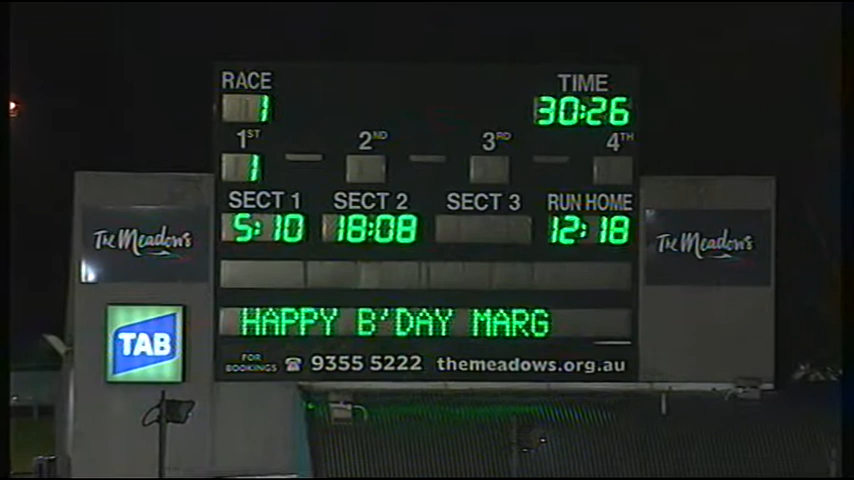 RACE TIME
1 30:26
1ST 2ND 3RD 4TH
1
SECT 1 SECT 2 SECT 3 RUN HOME
5:10 18:08 12:18
The Meadows The Meadows
HAPPY B'DAY MARG
TAB
FOR BOOKINGS 9355 5222 themeadows.org.au